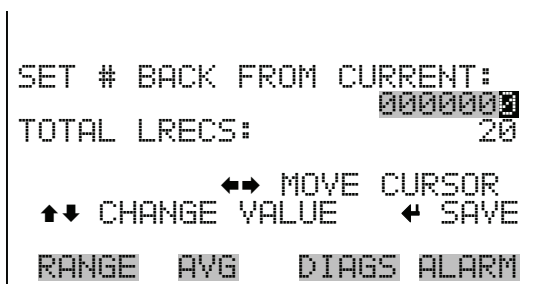 SET # BACK FROM CURRENT:
0000000
TOTAL LRECS: 20
←→ MOVE CURSOR
↑↓ CHANGE VALUE ↵ SAVE
RANGE AVG DIAGS ALARM